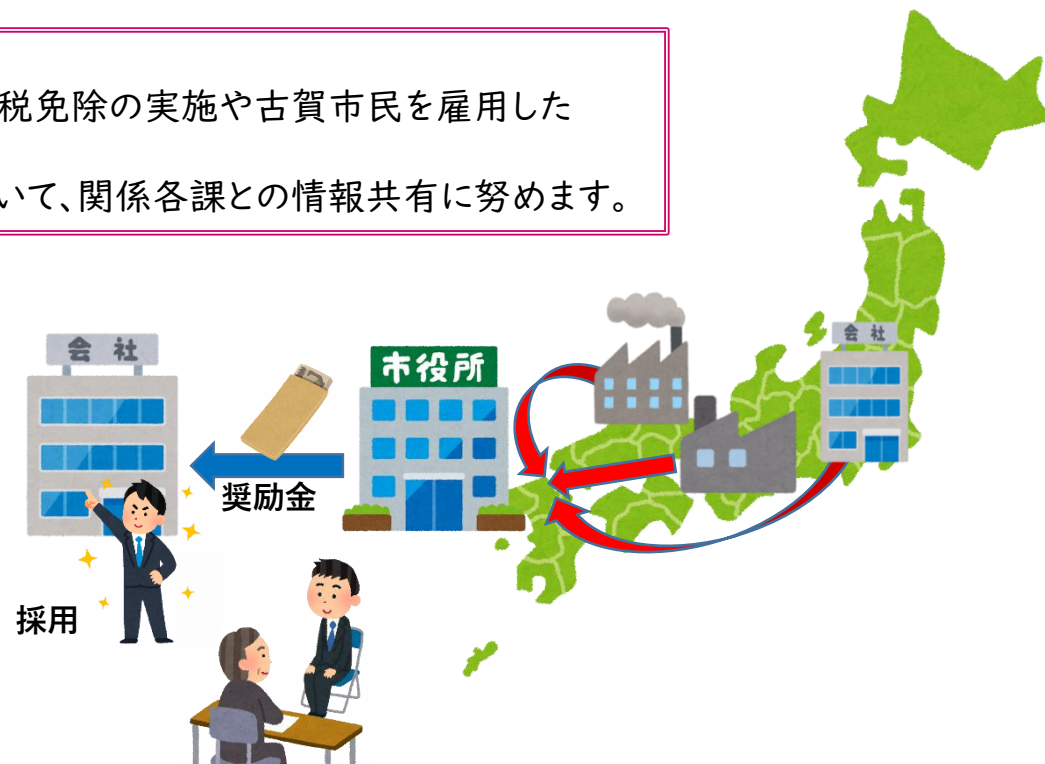 税免除の実施や古賀市民を雇用した
いて、関係各課との情報共有に努めます。
会社
会社
市役所
奨励金
採用